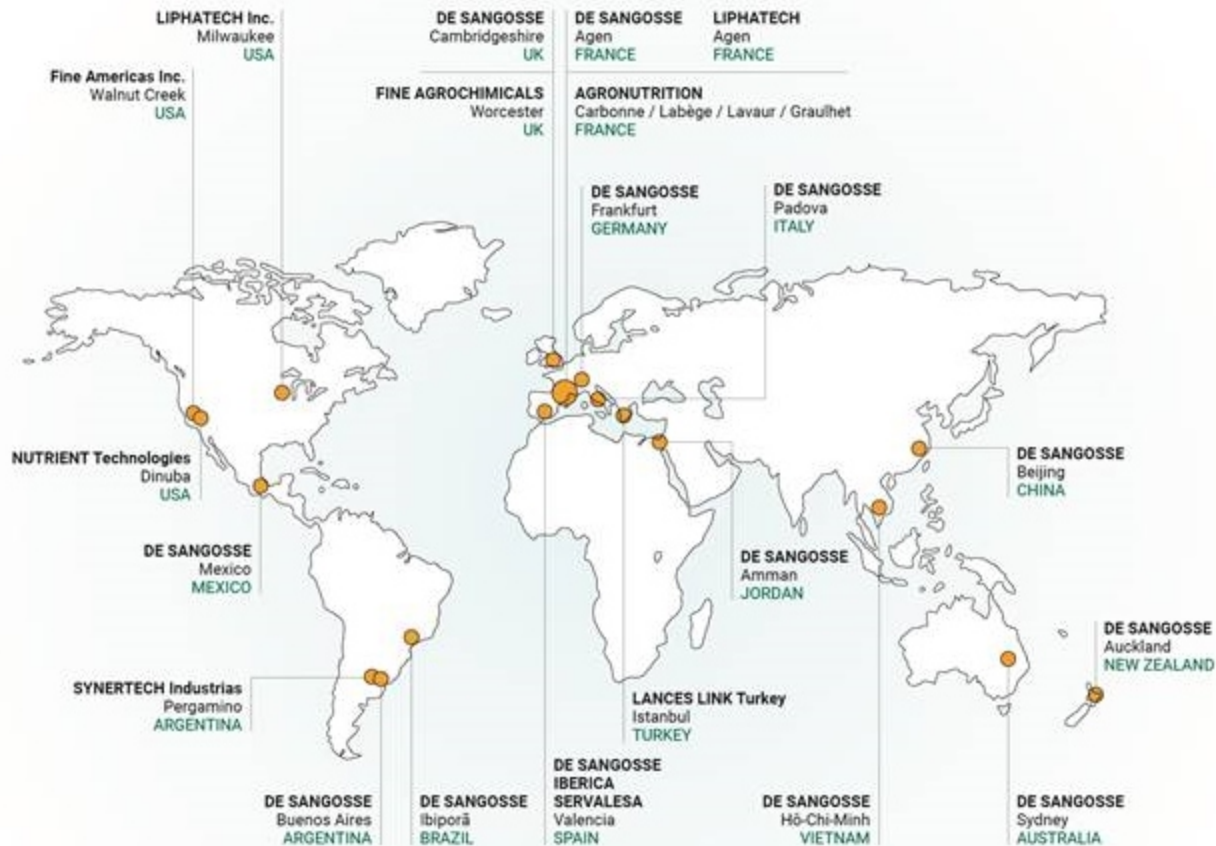 LIPHATECH Inc.
Milwaukee
USA
DE SANGOSSE
Cambridgeshire
UK
DE SANGOSSE
Agen
FRANCE
LIPHATECH
Agen
FRANCE
Fine Americas Inc.
Walnut Creek
USA
FINE AGROCHIMICALS
Worcester
UK
AGRONUTRITION
Carbonne / Labège / Lavaur / Graulhet
FRANCE
DE SANGOSSE
Frankfurt
GERMANY
DE SANGOSSE
Padova
ITALY
NUTRIENT Technologies
Dinuba
USA
DE SANGOSSE
Beijing
CHINA
DE SANGOSSE
Mexico
MEXICO
DE SANGOSSE
Amman
JORDAN
DE SANGOSSE
Auckland
NEW ZEALAND
SYNERTECH Industrias
Pergamino
ARGENTINA
LANCES LINK Turkey
Istanbul
TURKEY
DE SANGOSSE
Buenos Aires
ARGENTINA
DE SANGOSSE
Ibiporã
BRAZIL
DE SANGOSSE
IBERICA
SERVALESA
Valencia
SPAIN
DE SANGOSSE
Hô-Chi-Minh
VIETNAM
DE SANGOSSE
Sydney
AUSTRALIA